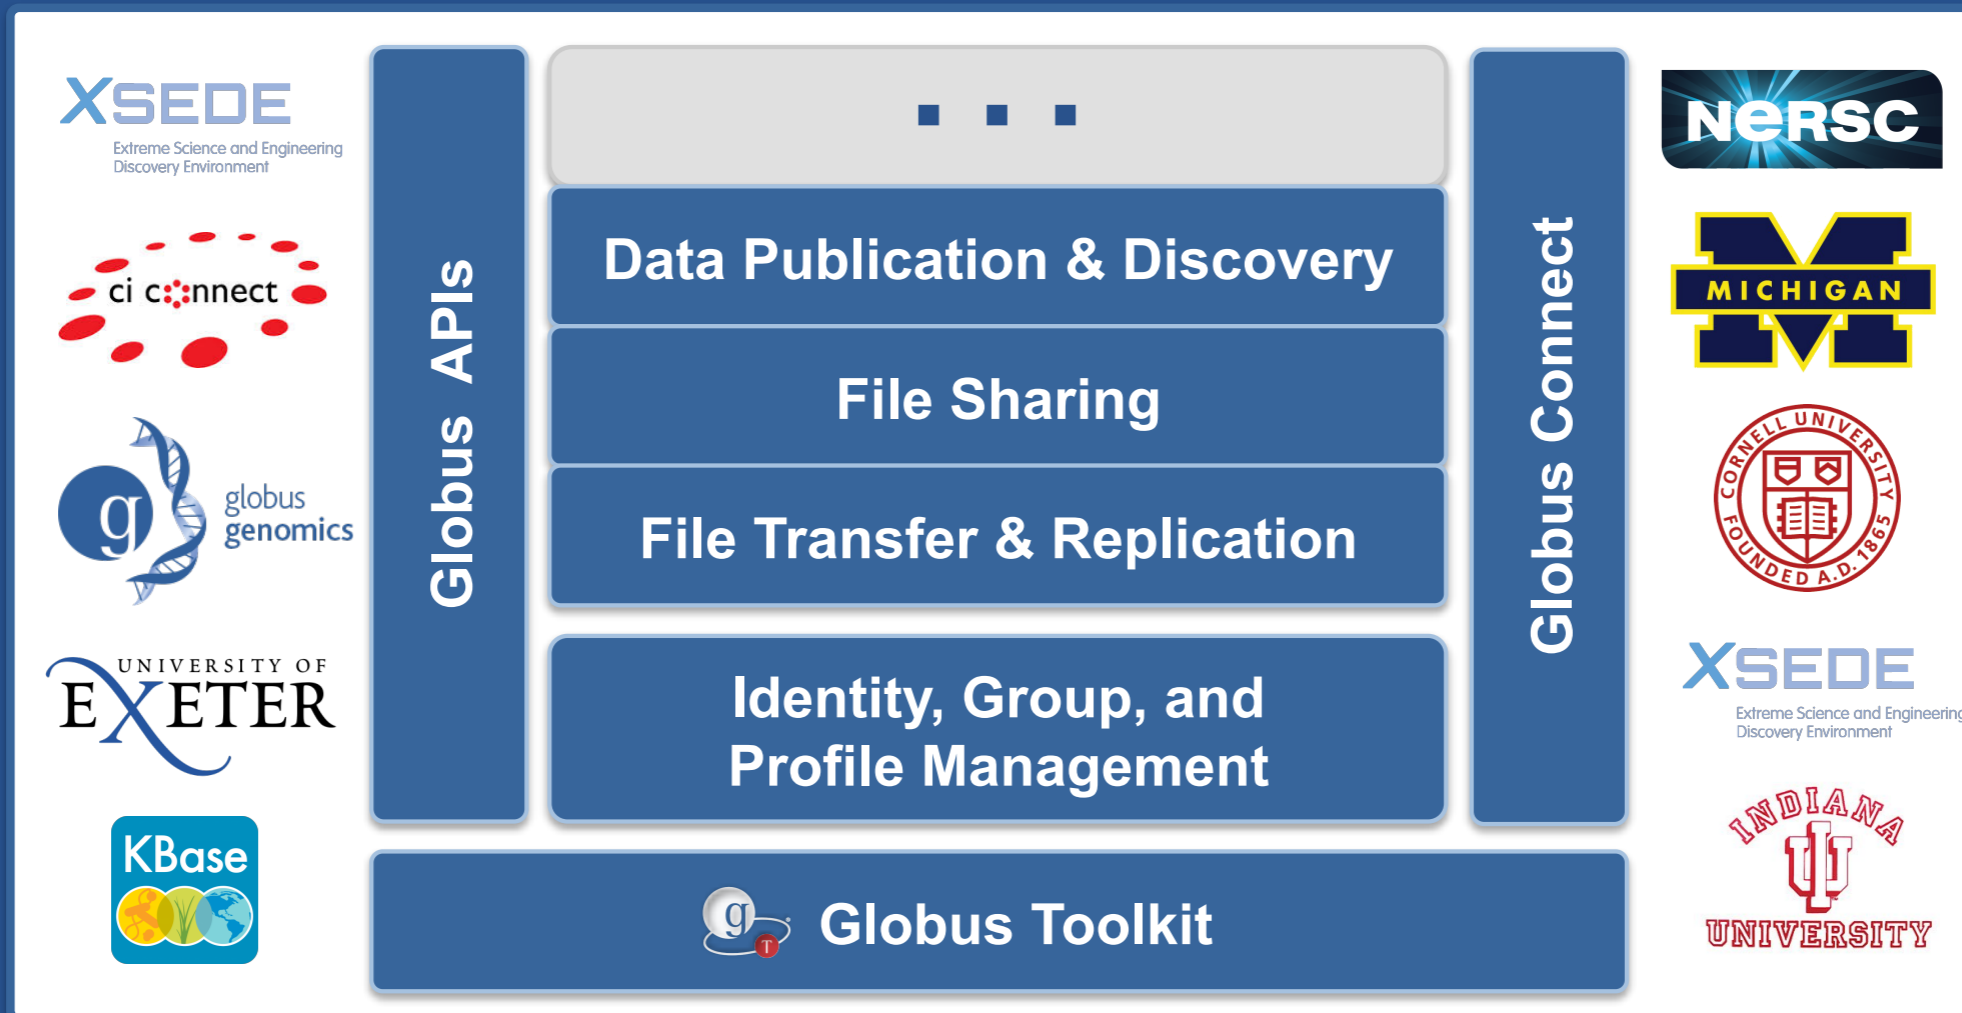 XSEDE
Extreme Science and Engineering
Discovery Environment
ci connect
g
globus
genomics
UNIVERSITY OF
EXETER
KBase
Globus APIs
...
Data Publication & Discovery
File Sharing
File Transfer & Replication
Identity, Group, and
Profile Management
g T
Globus Toolkit
Globus Connect
NERSC
M
MICHIGAN
CORNELL UNIVERSITY
FOUNDED A.D. 1865
XSEDE
Extreme Science and Engineering
Discovery Environment
INDIANA
IU
UNIVERSITY